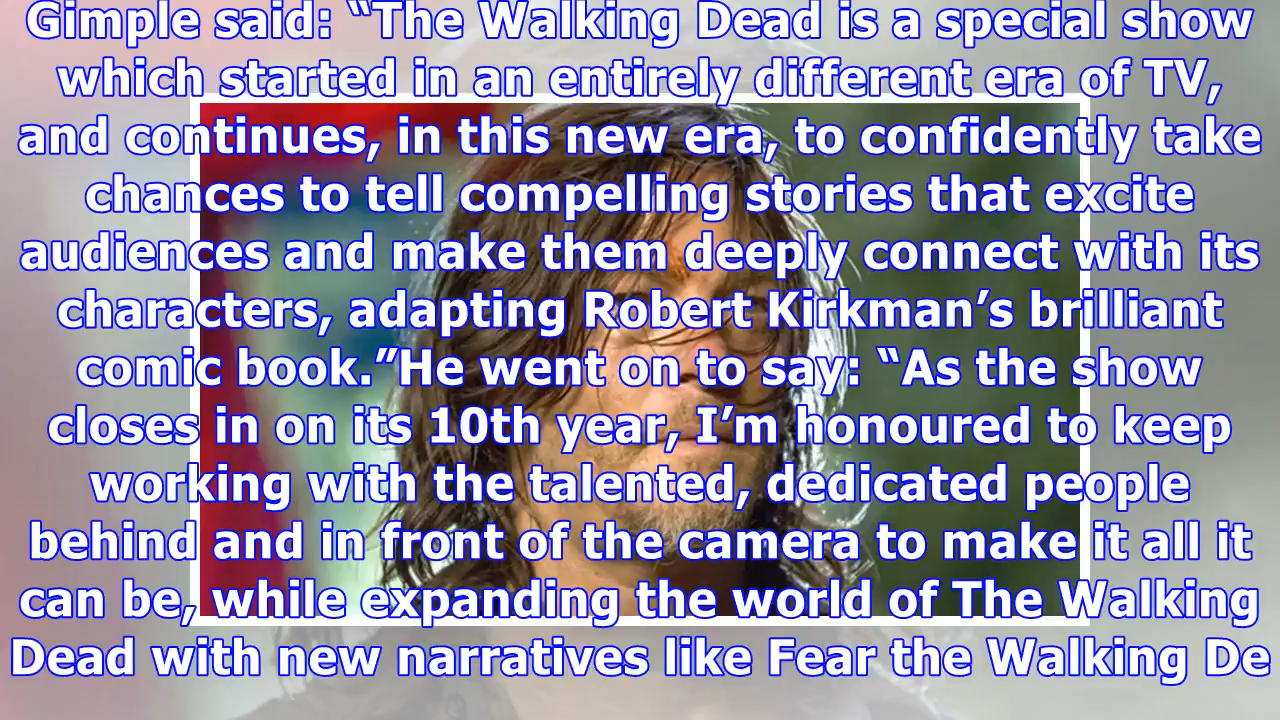 Gimple said: “The Walking Dead is a special show
which started in an entirely different era of TV,
and continues, in this new era, to confidently take
chances to tell compelling stories that excite
audiences and make them deeply connect with its
characters, adapting Robert Kirkman’s brilliant
comic book.”He went on to say: “As the show
closes in on its 10th year, I’m honoured to keep
working with the talented, dedicated people
behind and in front of the camera to make it all it
can be, while expanding the world of The Walking
Dead with new narratives like Fear the Walking De